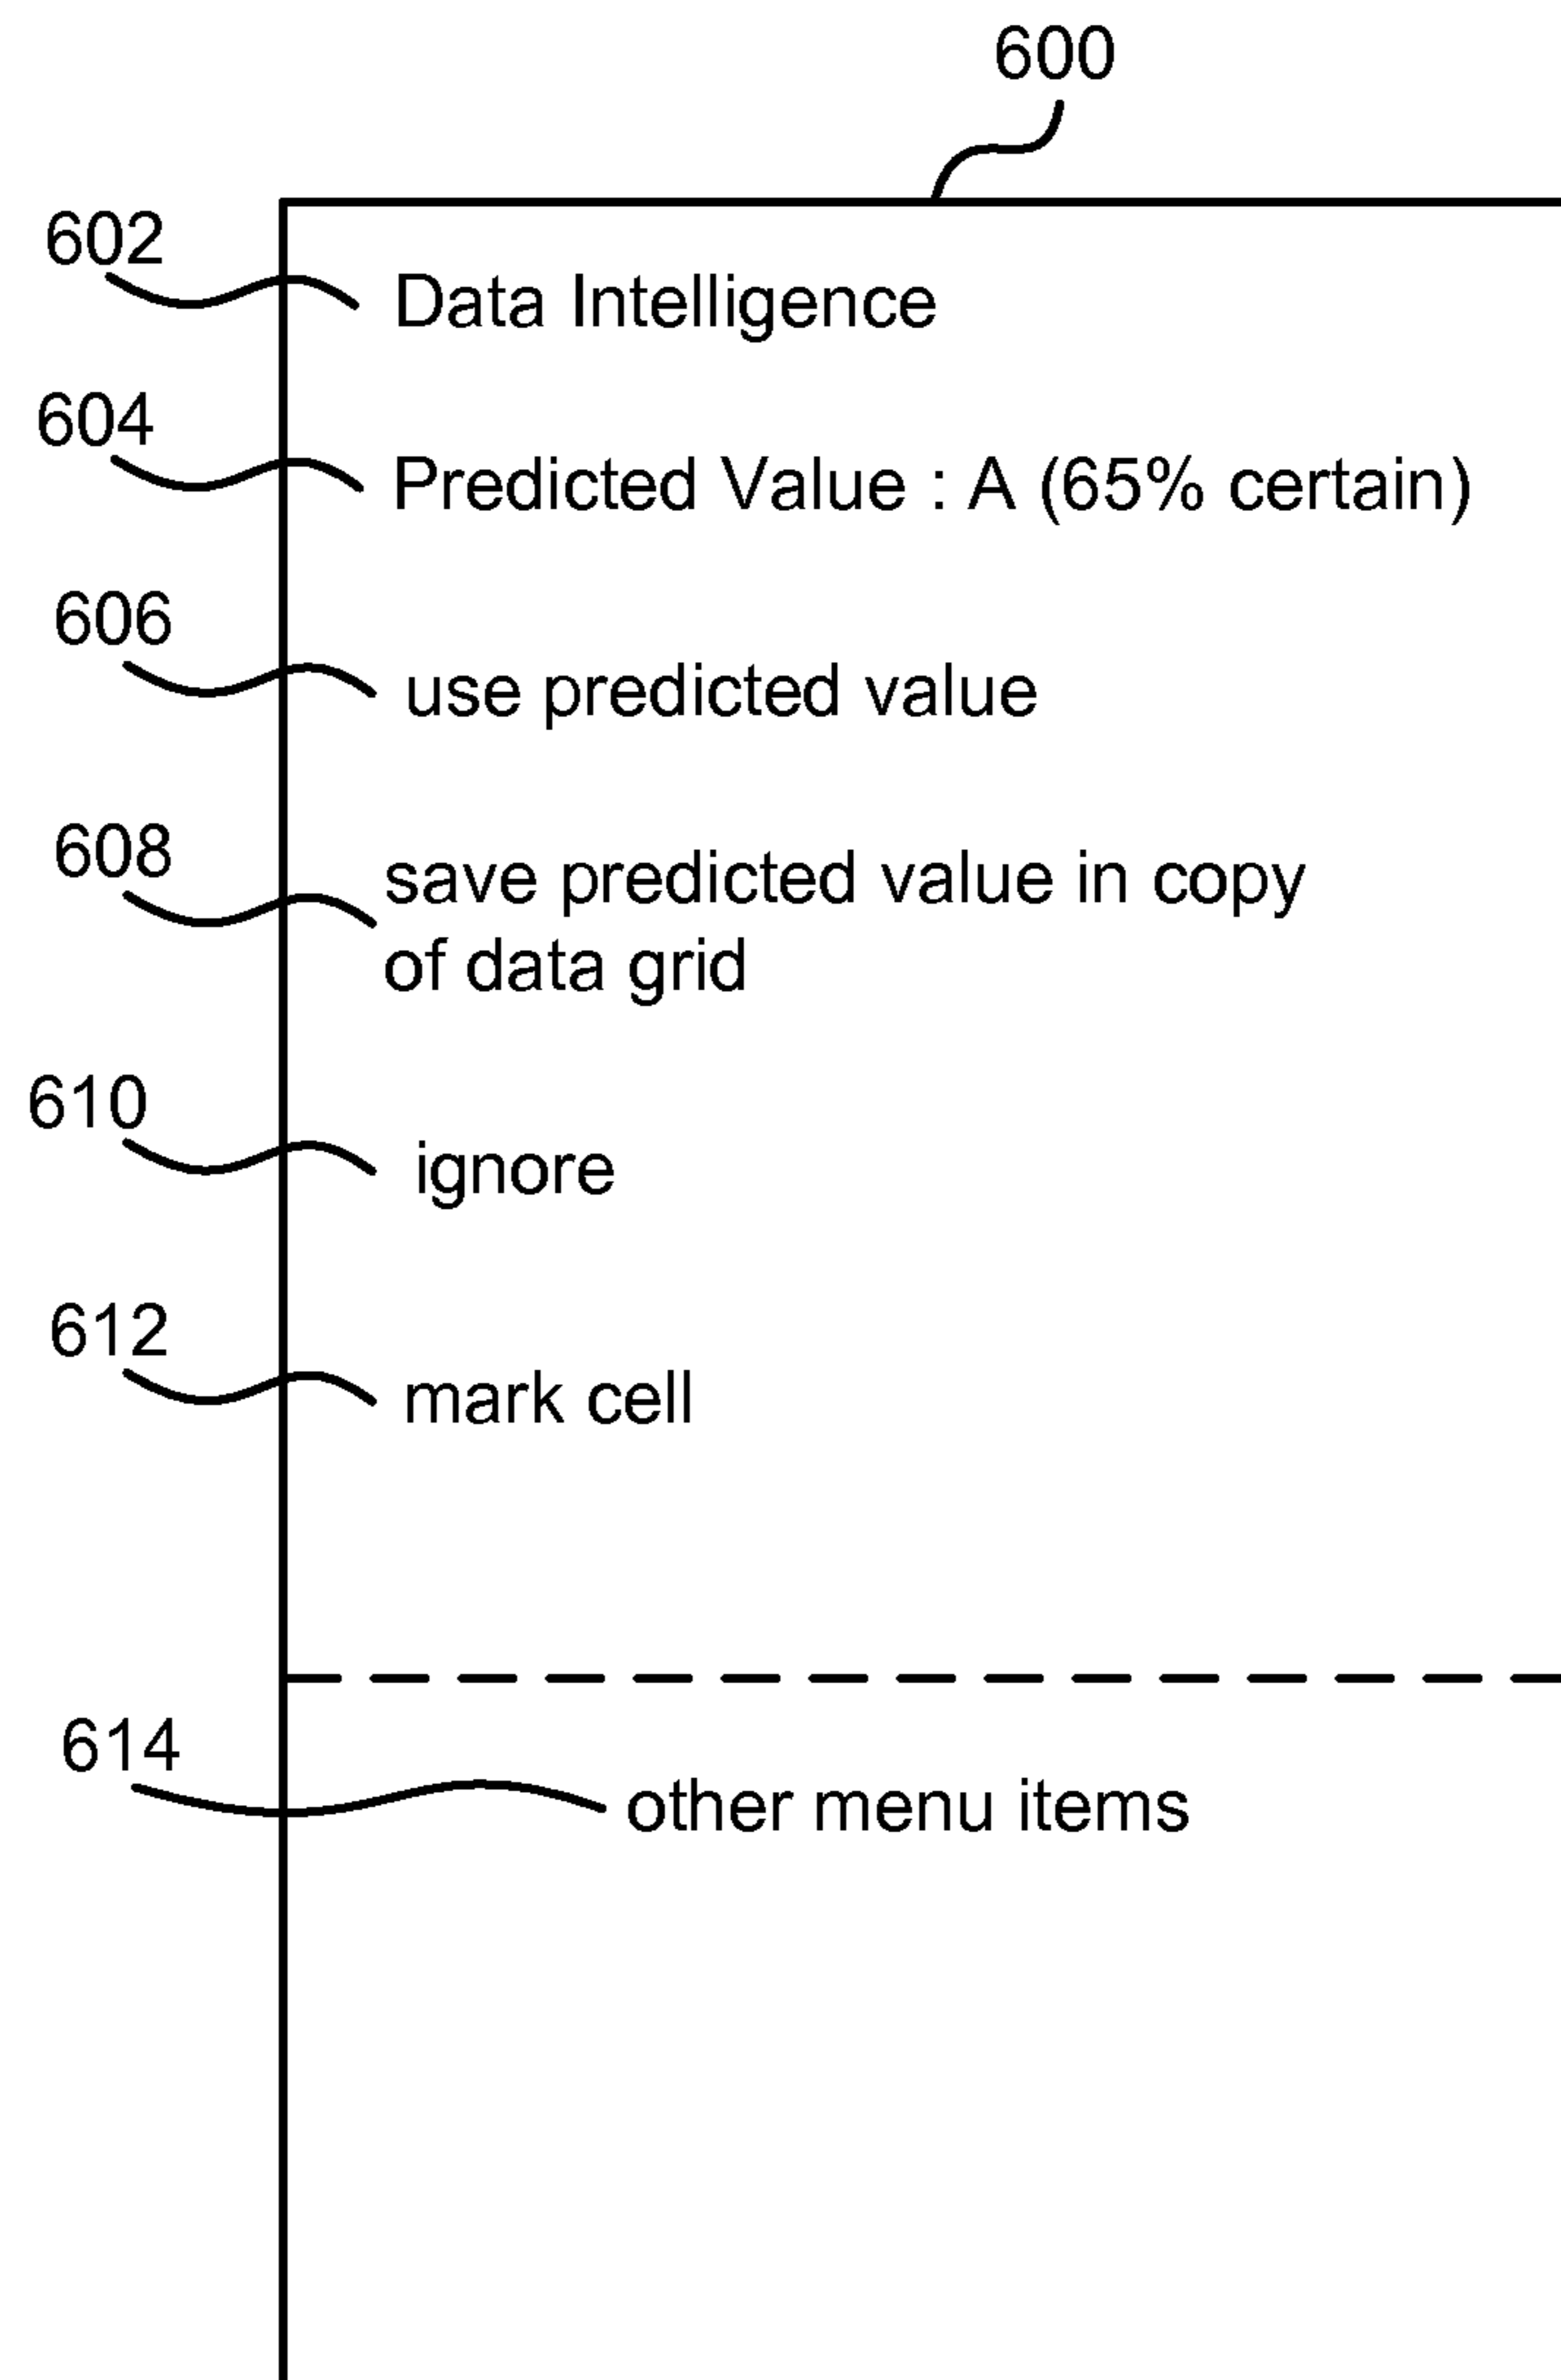 600
602
Data Intelligence
604
Predicted Value : A (65% certain)
606
use predicted value
608
save predicted value in copy
of data grid
610
ignore
612
mark cell
614
other menu items